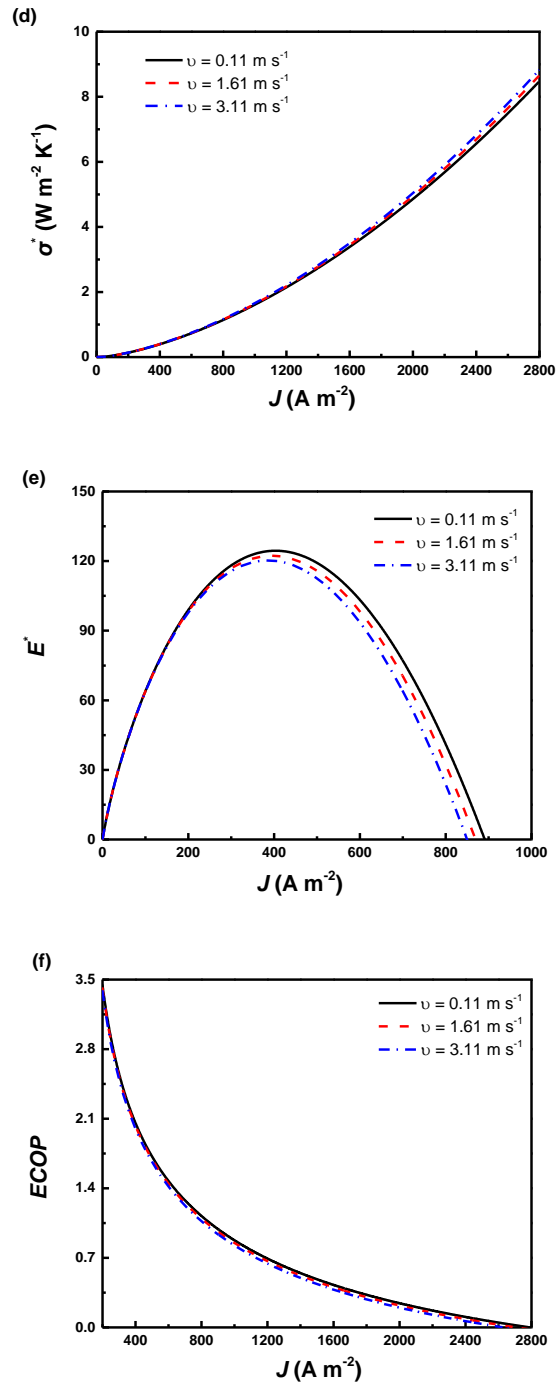 (d)
υ = 0.11 m s⁻¹
υ = 1.61 m s⁻¹
υ = 3.11 m s⁻¹
10
8
6
4
2
0
σ* (W m⁻² K⁻¹)
0 400 800 1200 1600 2000 2400 2800
J (A m⁻²)
(e)
υ = 0.11 m s⁻¹
υ = 1.61 m s⁻¹
υ = 3.11 m s⁻¹
150
120
90
60
30
0
E*
0 200 400 600 800 1000
J (A m⁻²)
(f)
υ = 0.11 m s⁻¹
υ = 1.61 m s⁻¹
υ = 3.11 m s⁻¹
3.5
2.8
2.1
1.4
0.7
0.0
ECOP
400 800 1200 1600 2000 2400 2800
J (A m⁻²)